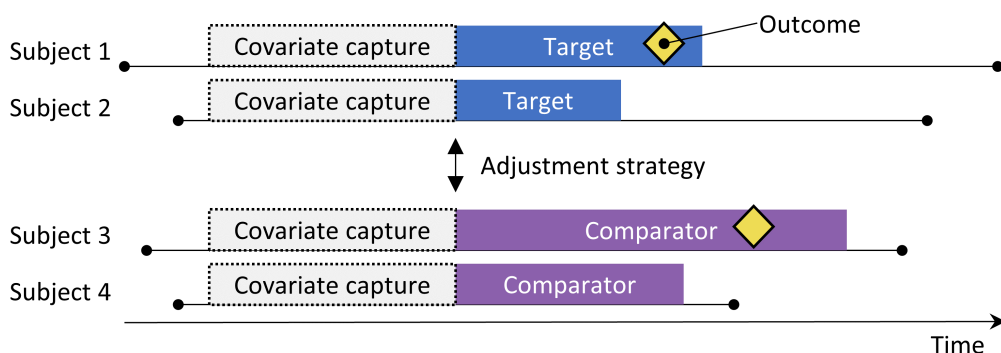 Outcome
Subject 1 Covariate capture Target
Subject 2 Covariate capture Target
Adjustment strategy
Subject 3 Covariate capture Comparator
Subject 4 Covariate capture Comparator
Time